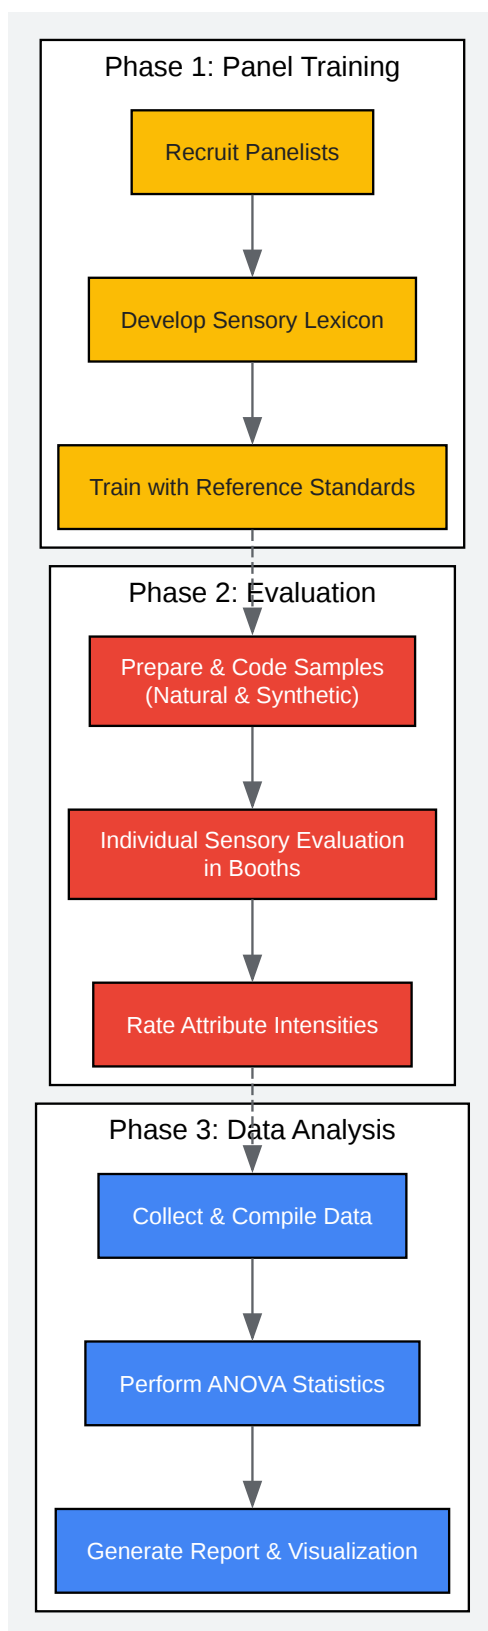 Phase 1: Panel Training
Recruit Panelists
Develop Sensory Lexicon
Train with Reference Standards
Phase 2: Evaluation
Prepare & Code Samples
(Natural & Synthetic)
Individual Sensory Evaluation
in Booths
Rate Attribute Intensities
Phase 3: Data Analysis
Collect & Compile Data
Perform ANOVA Statistics
Generate Report & Visualization